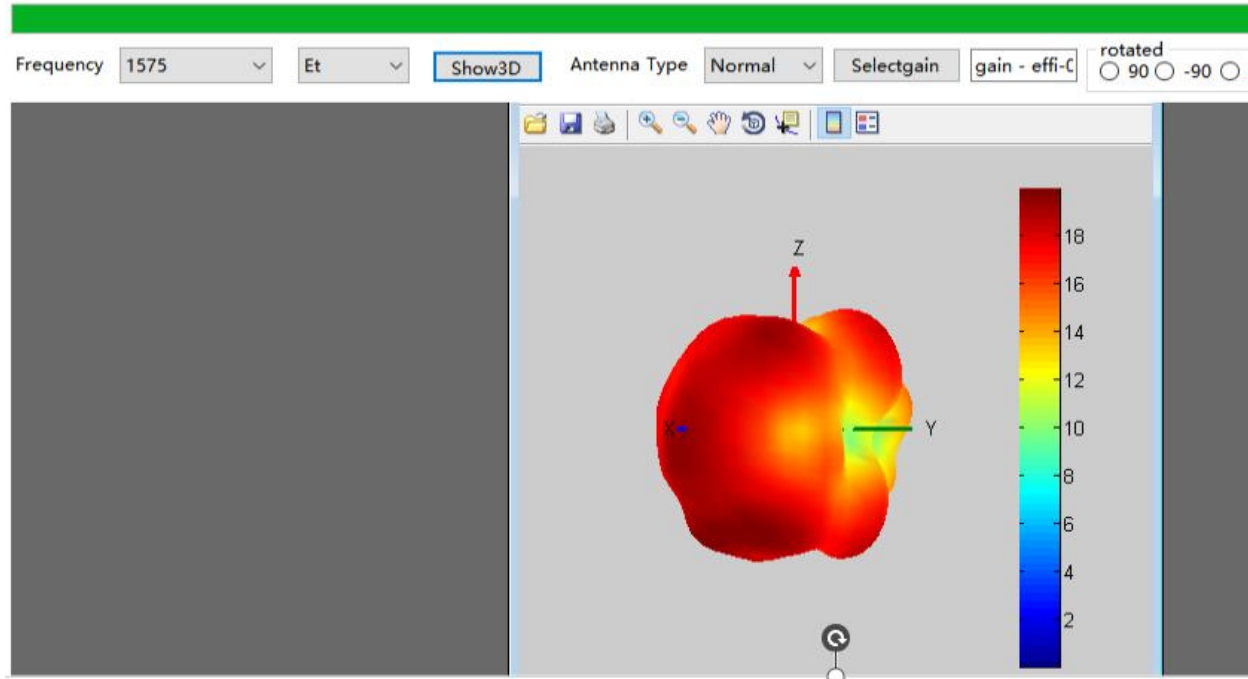 Frequency 1575 Et Show3D Antenna Type Normal Selectgain gain - effi-C rotated
90 -90
Z
X
Y
18
16
14
12
10
8
6
4
2